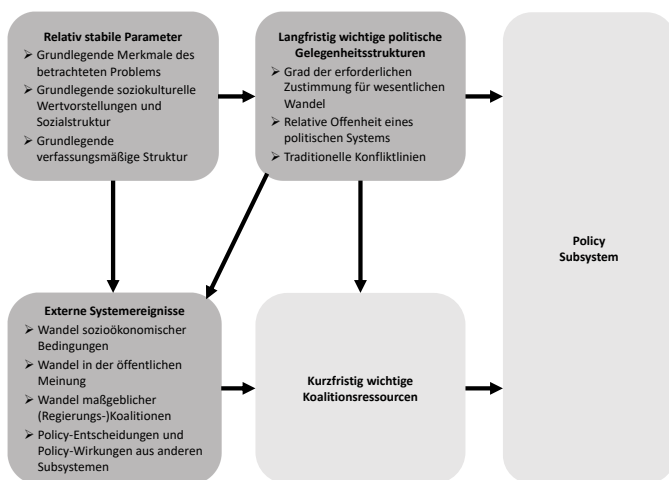 Relativ stabile Parameter
➢ Grundlegende Merkmale des
betrachteten Problems
➢ Grundlegende soziokulturelle
Wertvorstellungen und
Sozialstruktur
➢ Grundlegende
verfassungsmäßige Struktur
Langfristig wichtige politische
Gelegenheitsstrukturen
➢ Grad der erforderlichen
Zustimmung für wesentlichen
Wandel
➢ Relative Offenheit eines
politischen Systems
➢ Traditionelle Konfliktlinien
Policy
Subsystem
Externe Systemereignisse
➢ Wandel sozioökonomischer
Bedingungen
➢ Wandel in der öffentlichen
Meinung
➢ Wandel maßgeblicher
(Regierungs-)Koalitionen
➢ Policy-Entscheidungen und
Policy-Wirkungen aus anderen
Subsystemen
Kurzfristig wichtige
Koalitionsressourcen